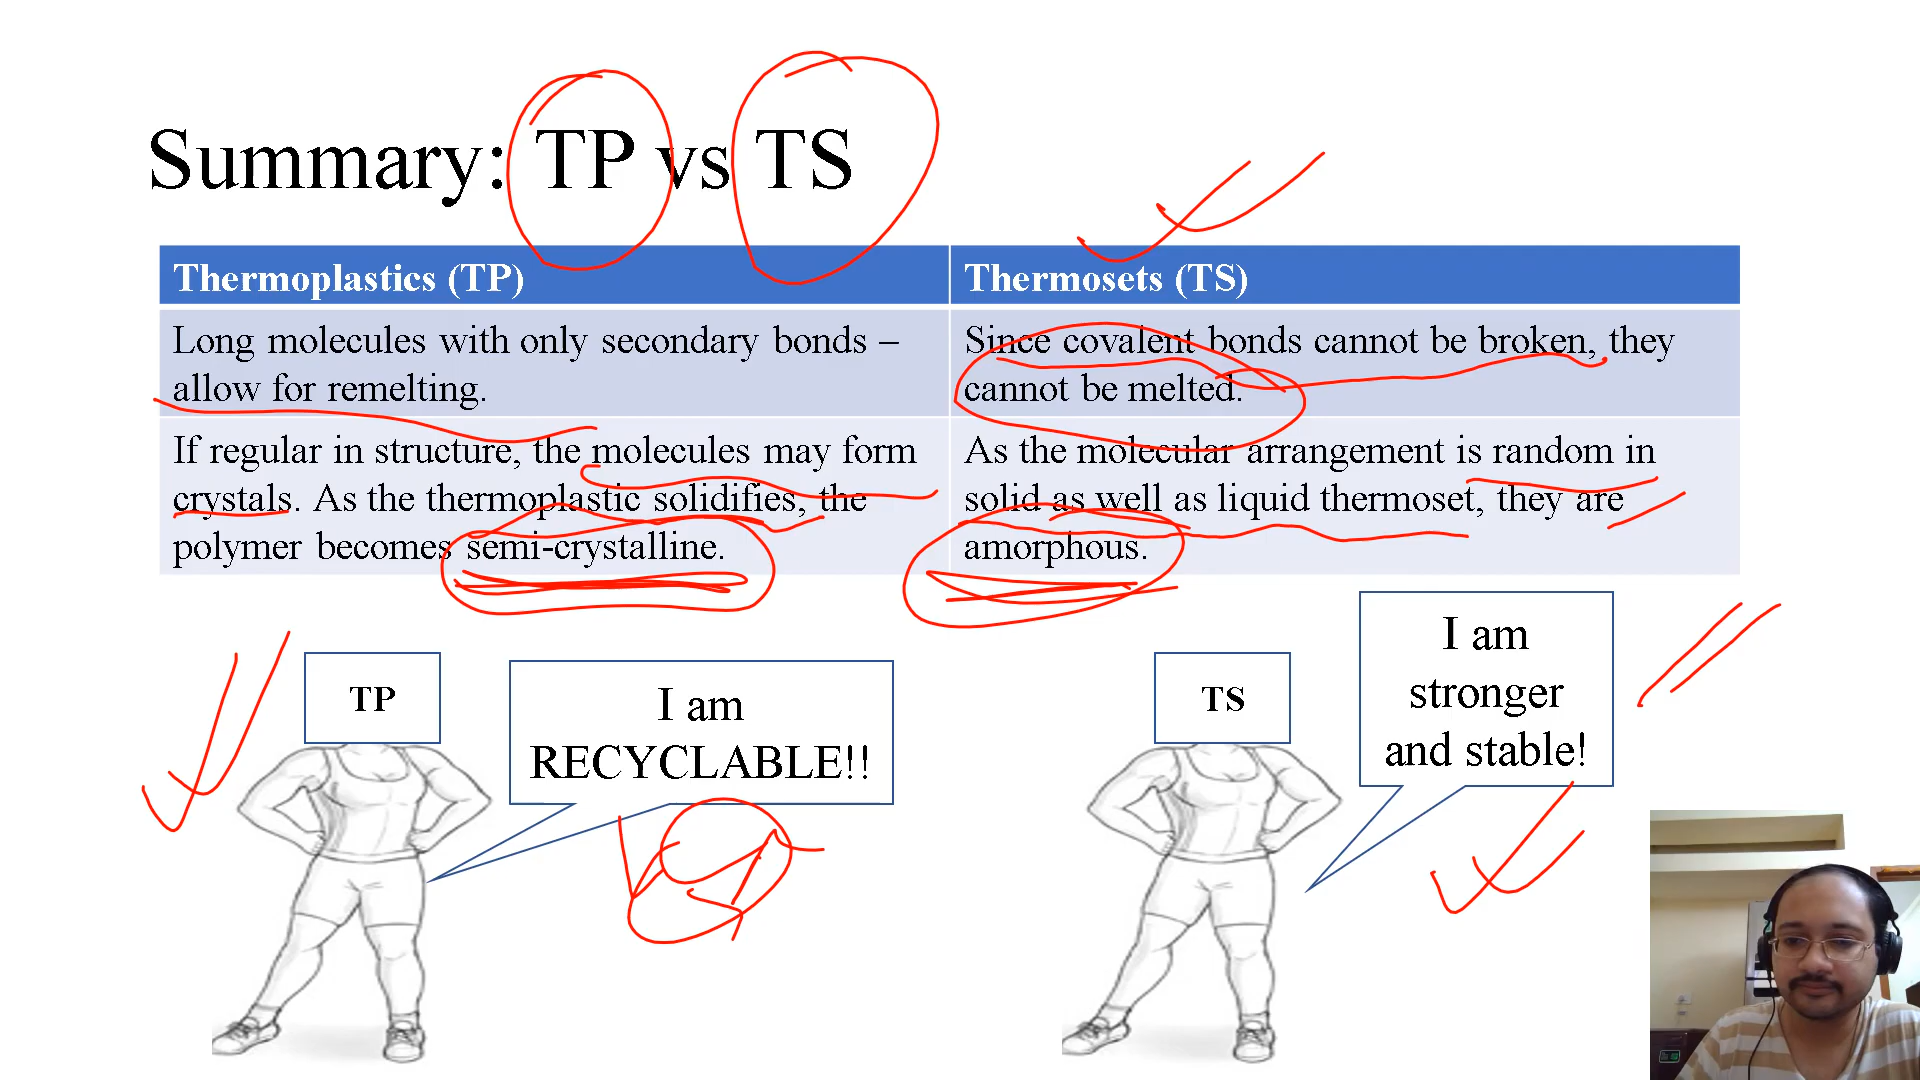 Summary: TP vs TS
Thermoplastics (TP)
Thermosets (TS)
Long molecules with only secondary bonds –
allow for remelting.
Since covalent bonds cannot be broken, they
cannot be melted.
If regular in structure, the molecules may form
crystals. As the thermoplastic solidifies, the
polymer becomes semi-crystalline.
As the molecular arrangement is random in
solid as well as liquid thermoset, they are
amorphous.
TP
I am
RECYCLABLE!!
TS
I am
stronger
and stable!